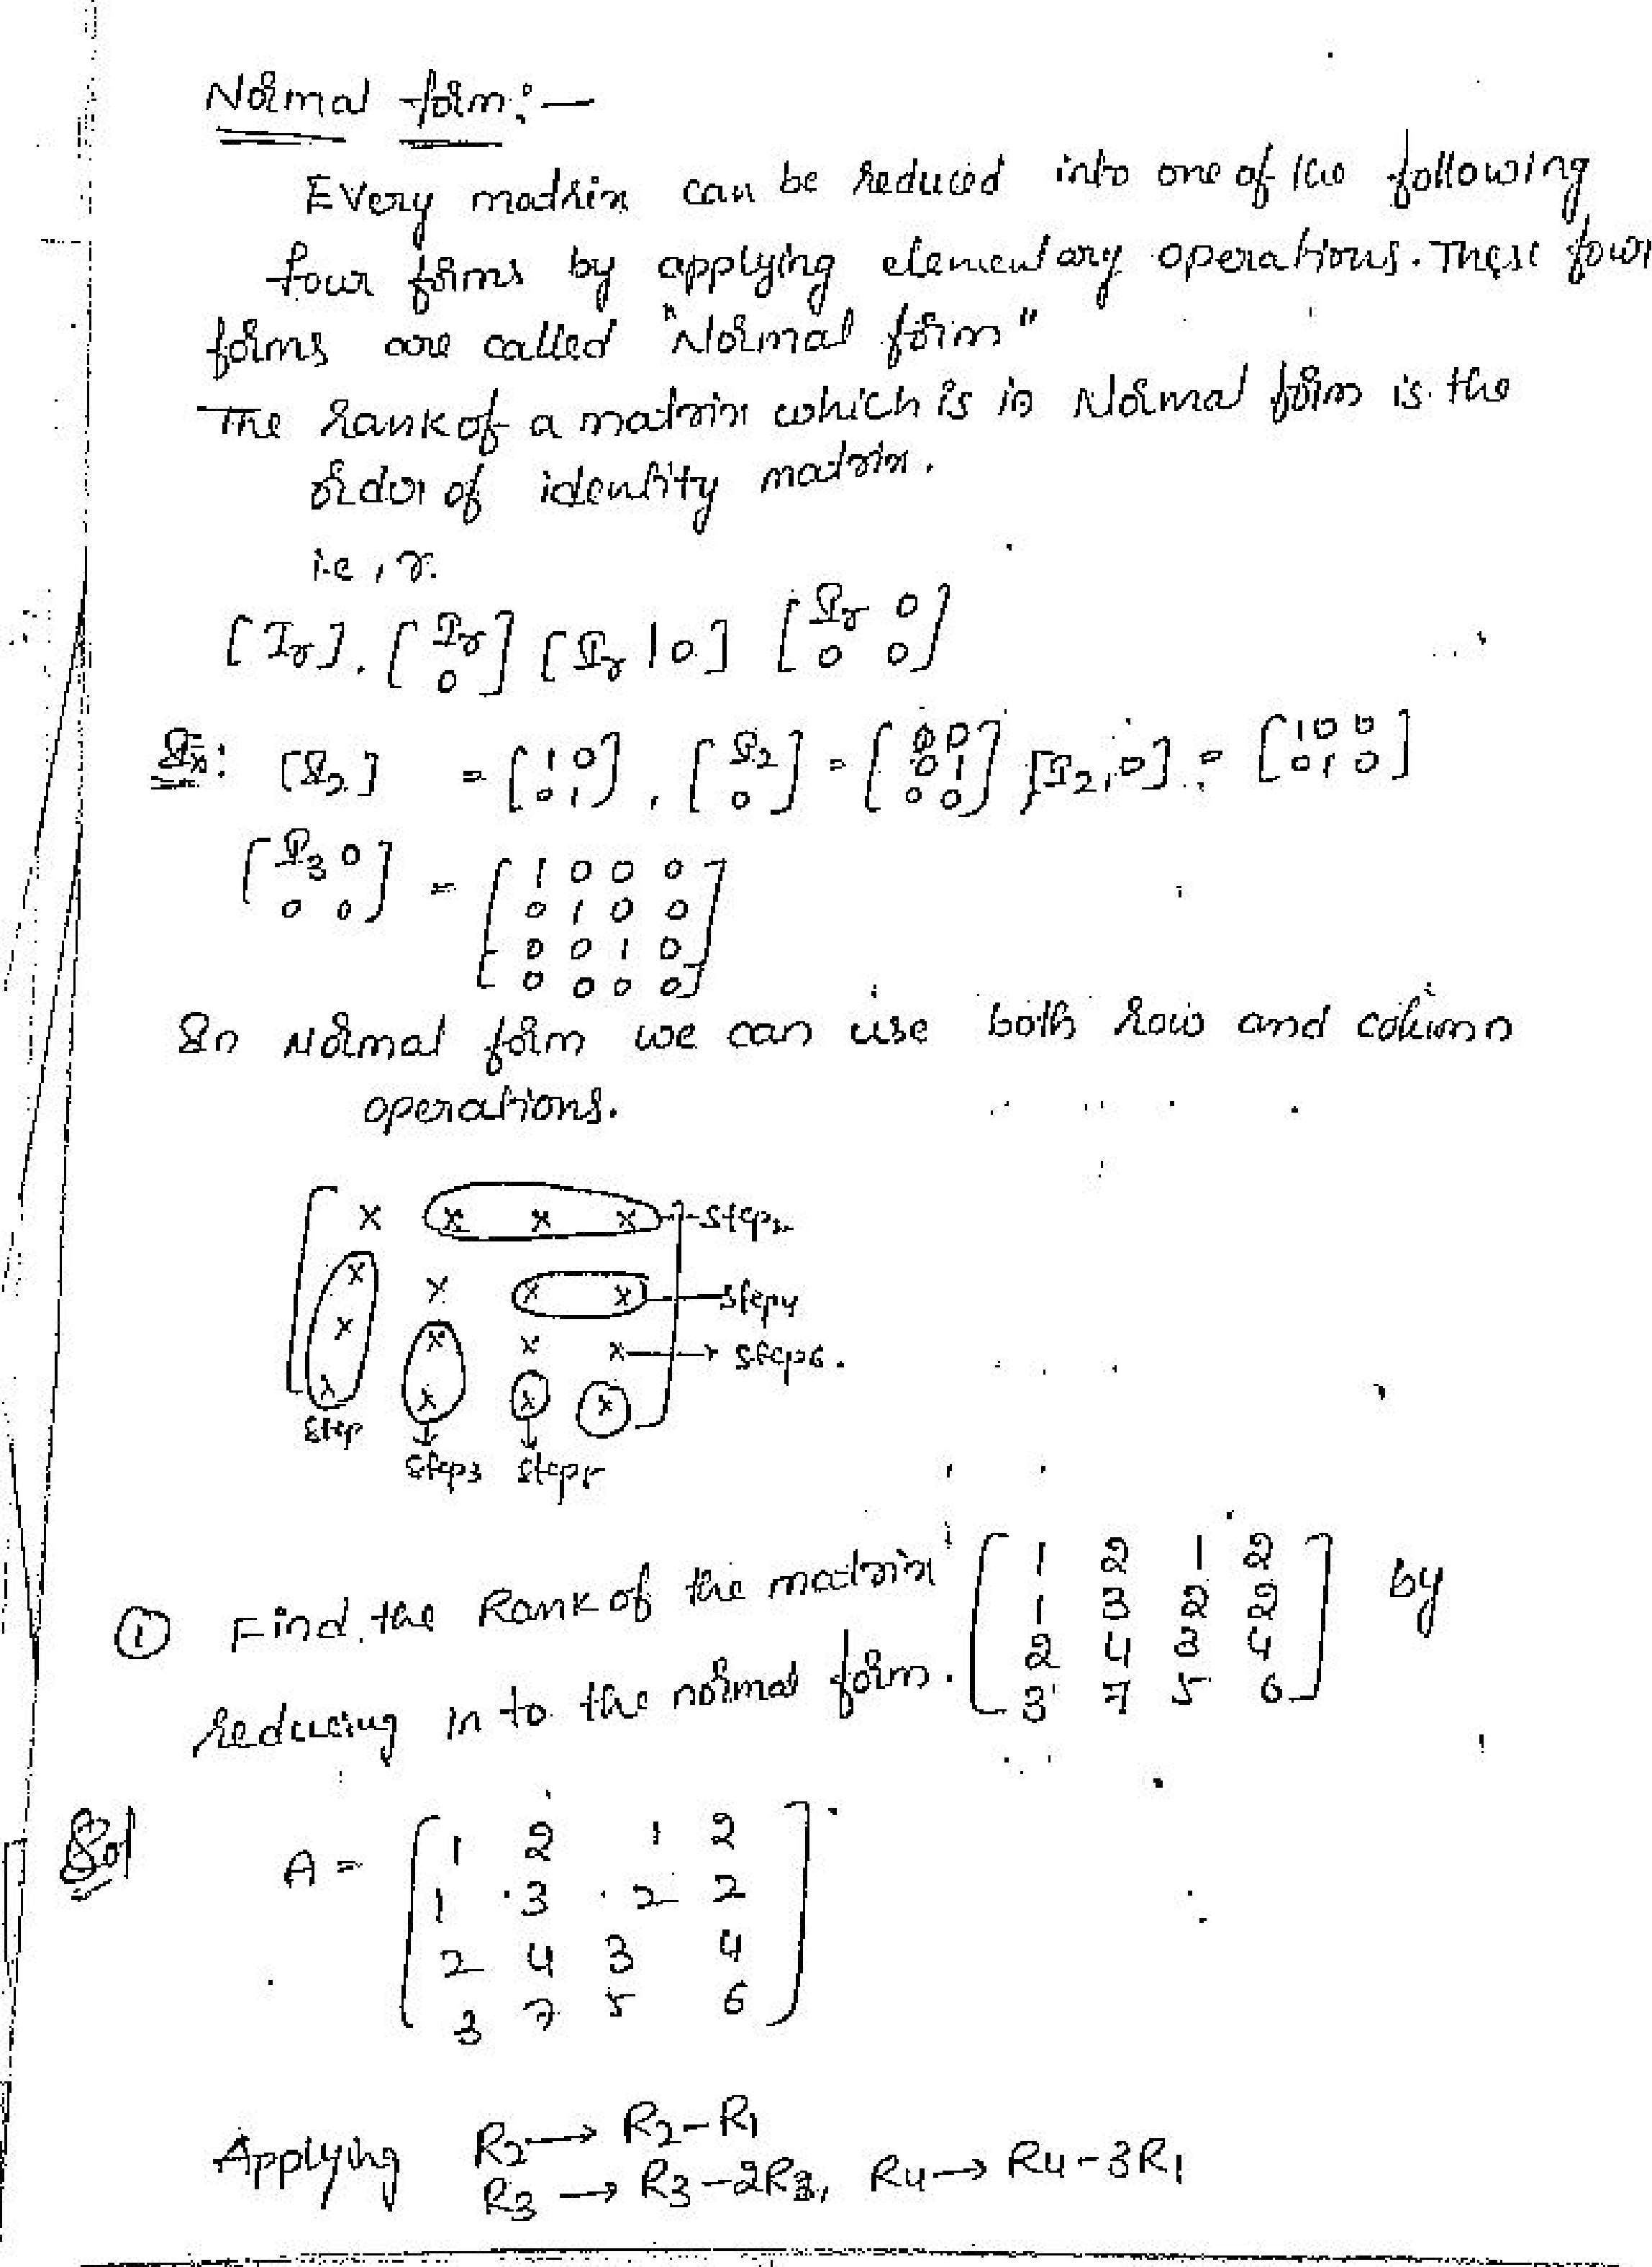 Normal form:-
Every matrix can be reduced into one of the following
four forms by applying elementary operations. These four
forms are called "Normal form"
The Rank of a matrix which is in Normal form is the
order of identity matrix.
i.e, r.
[Ir], [Ir 0] [Ir | 0] [Ir 0 0 0]
Ex: [I2] = [1 0 0 1], [I2 0] = [1 0 0 1 0 0], [I2, 0] = [1 0 0 0 1 0]
[I3 0 0 0] = [1 0 0 0
0 1 0 0
0 0 1 0
0 0 0 0]
In Normal form we can use both row and column
operations.
x x x x step2
x x x x step4
x x x x → step6.
x x x x
step
step3 step5
① Find the Rank of the matrix [1 2 1 2
1 3 2 2
2 4 3 4
3 7 5 6] by
reducing in to the normal form.
Sol A = [1 2 1 2
1 3 2 2
2 4 3 4
3 7 5 6]
Applying R2 → R2-R1
R3 → R3-2R1, R4 → R4-3R1